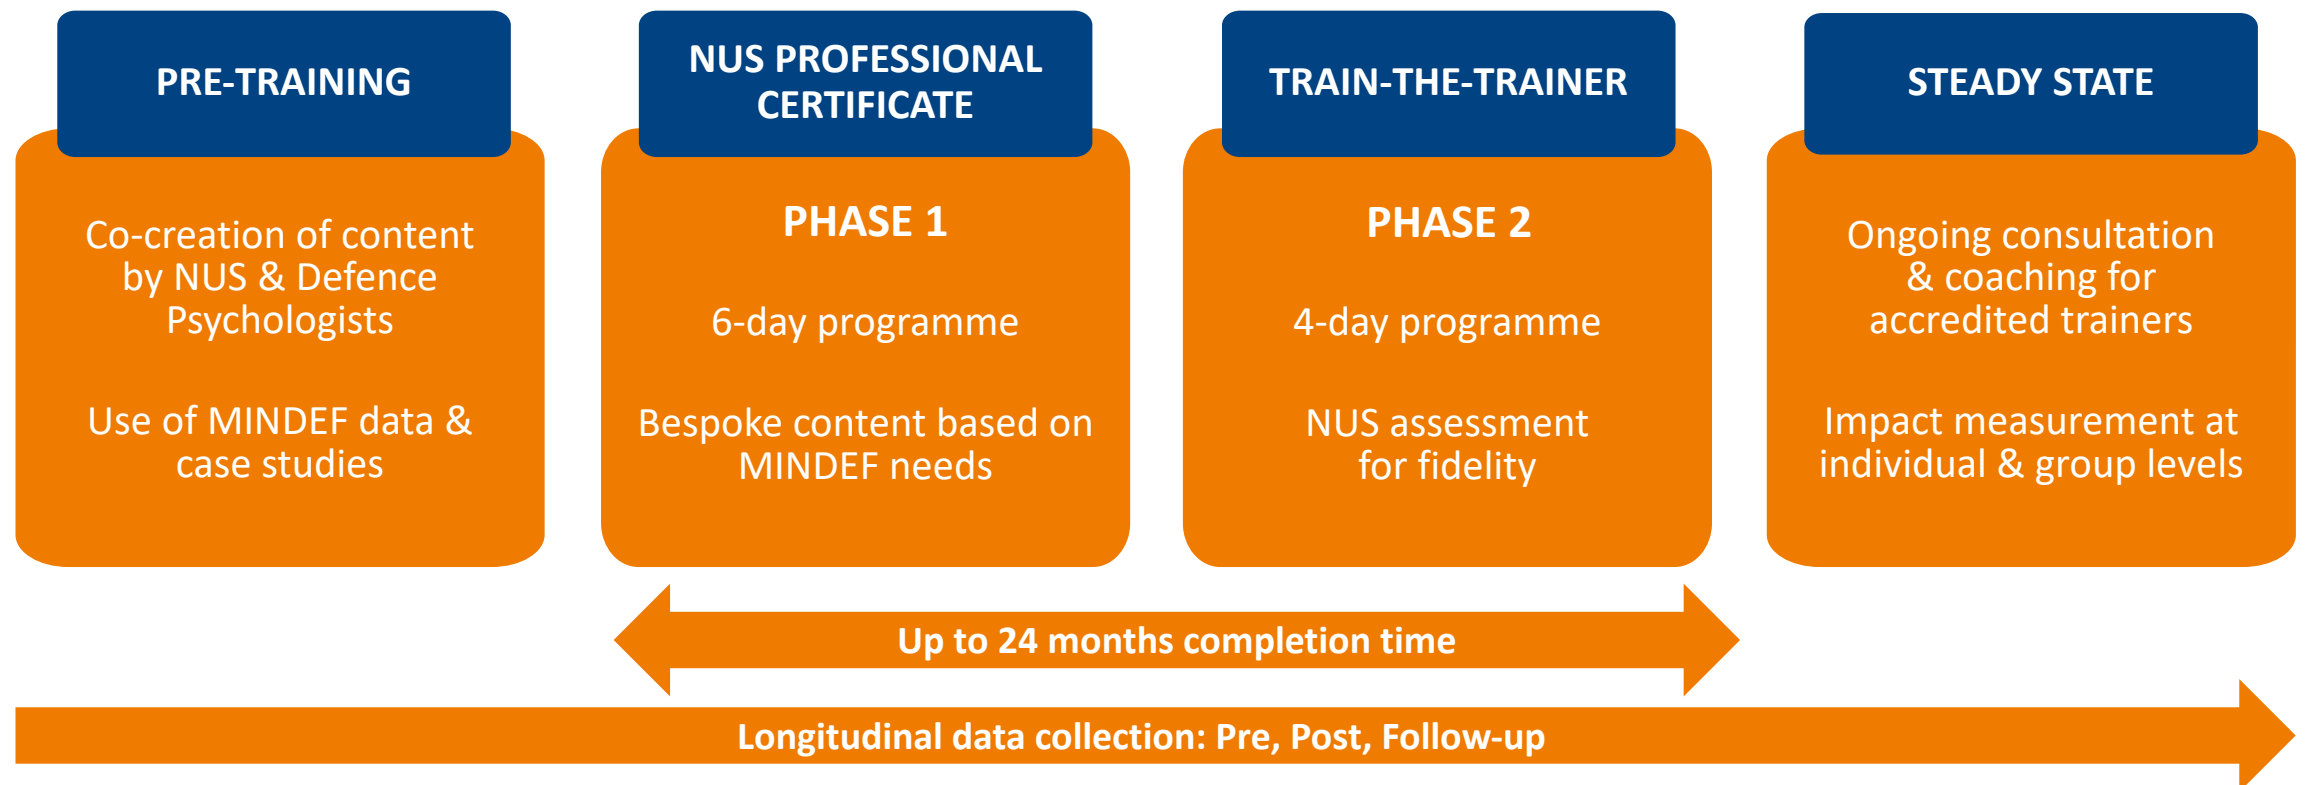 PRE-TRAINING
Co-creation of content
by NUS & Defence
Psychologists
Use of MINDEF data &
case studies
NUS PROFESSIONAL
CERTIFICATE
PHASE 1
6-day programme
Bespoke content based on
MINDEF needs
TRAIN-THE-TRAINER
PHASE 2
4-day programme
NUS assessment
for fidelity
STEADY STATE
Ongoing consultation
& coaching for
accredited trainers
Impact measurement at
individual & group levels
Up to 24 months completion time
Longitudinal data collection: Pre, Post, Follow-up